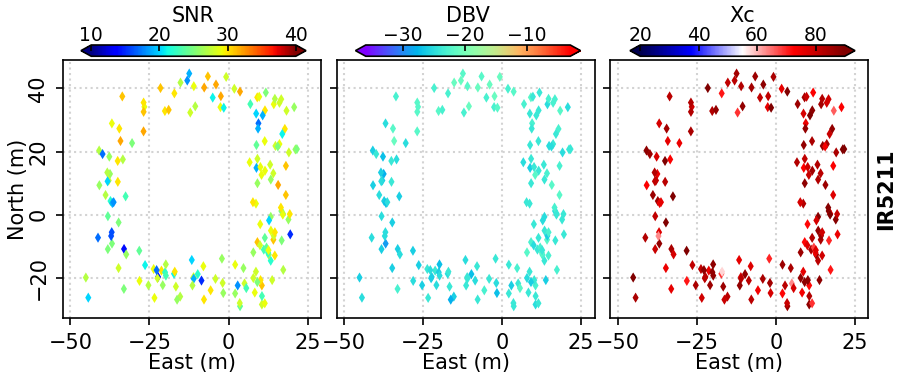 SNR DBV Xc
10 20 30 40 −30 −20 −10 20 40 60 80
40
20
0
−20
North (m)
IR5211
−50 −25 0 25 −50 −25 0 25 −50 −25 0 25
East (m) East (m) East (m)